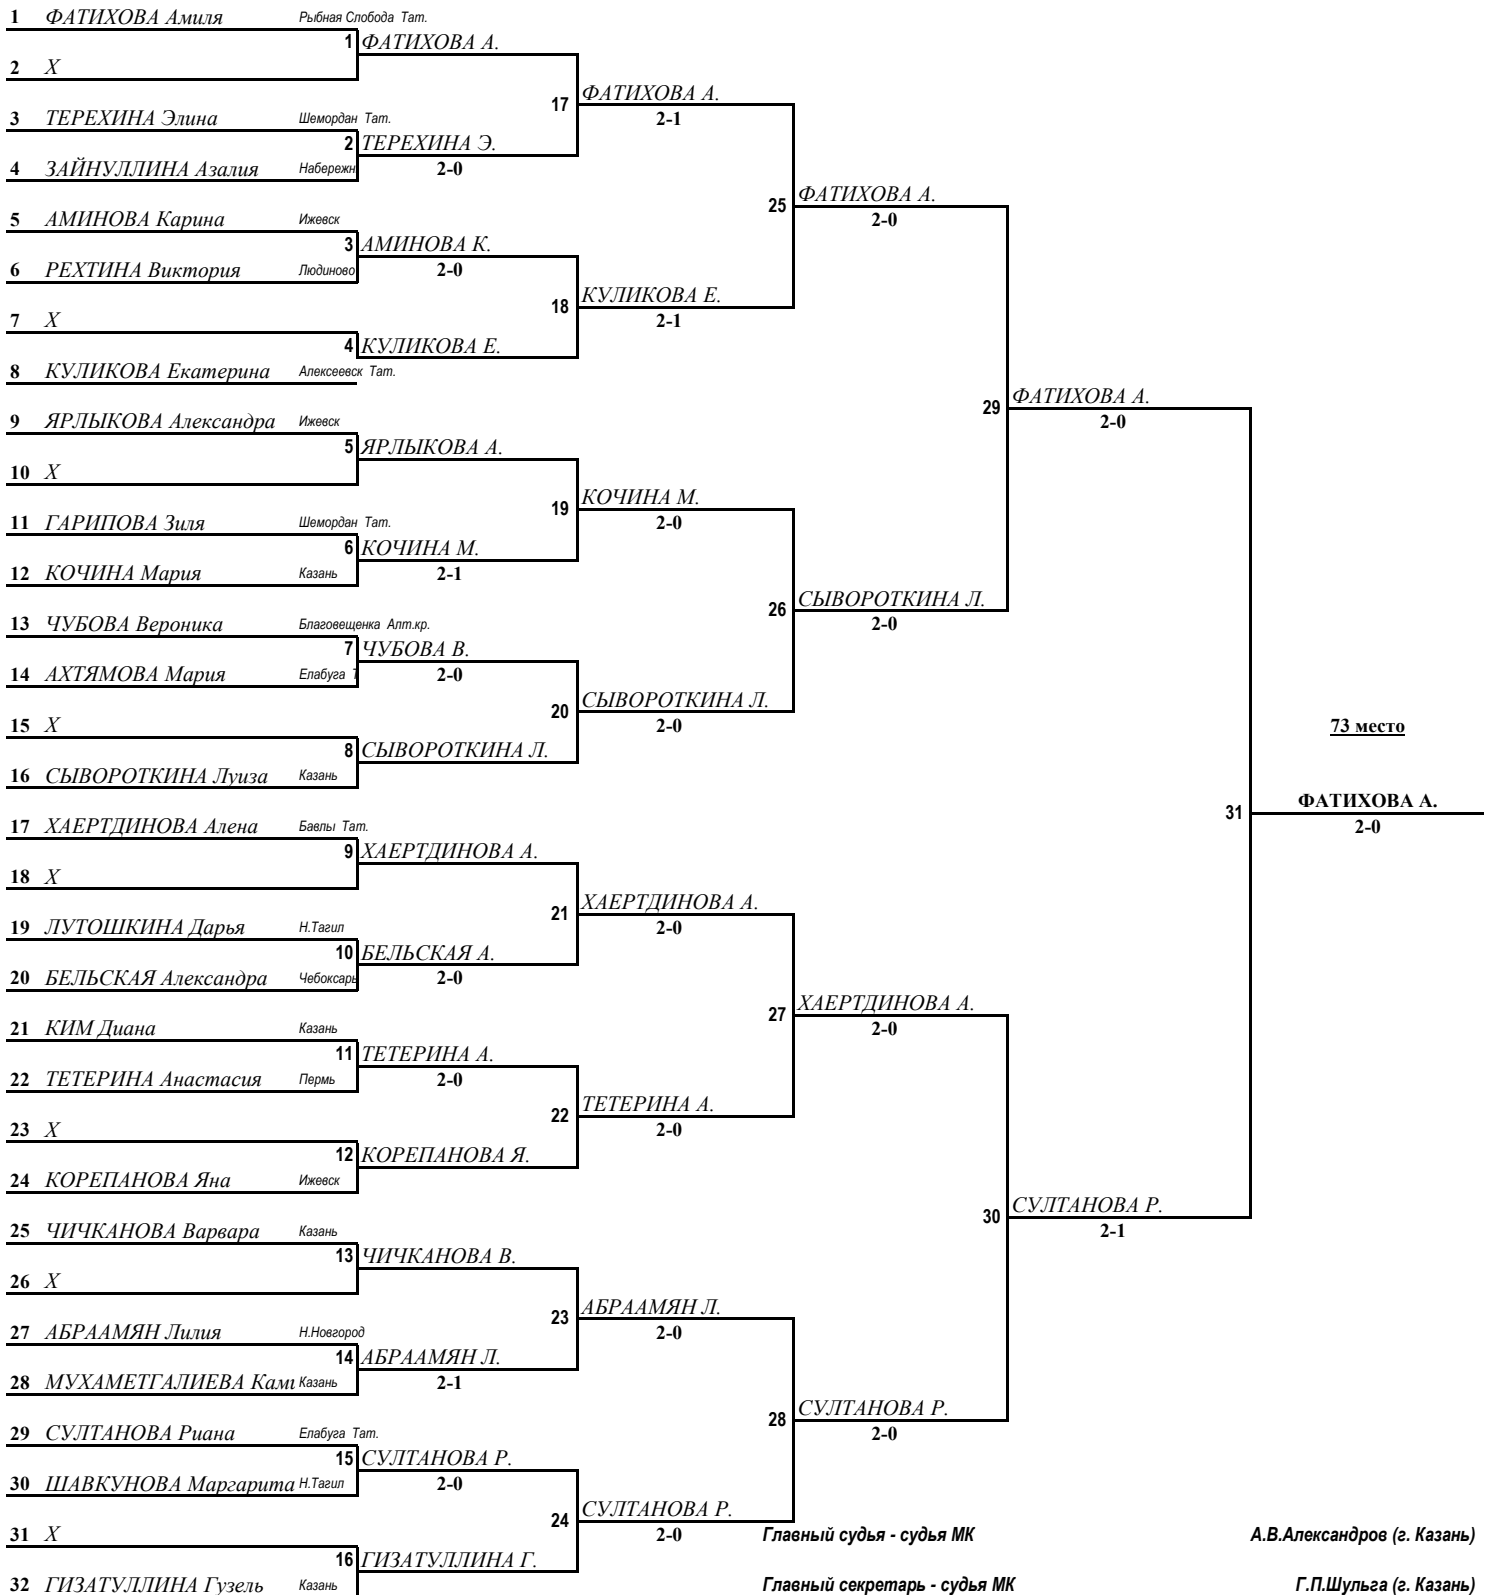 1 ФАТИХОВА Амиля Рыбная Слобода Тат.
1 ФАТИХОВА А.
2 X
17 ФАТИХОВА А.
2-1
3 ТЕРЕХИНА Элина Шемордан Тат.
2 ТЕРЕХИНА Э.
4 ЗАЙНУЛЛИНА Азалия Набережн 2-0
25 ФАТИХОВА А.
2-0
5 АМИНОВА Карина Ижевск
3 АМИНОВА К.
6 РЕХТИНА Виктория Людиново 2-0
18 КУЛИКОВА Е.
2-1
7 X
4 КУЛИКОВА Е.
8 КУЛИКОВА Екатерина Алексеевск Тат.
29 ФАТИХОВА А.
2-0
9 ЯРЛЫКОВА Александра Ижевск
5 ЯРЛЫКОВА А.
10 X
19 КОЧИНА М.
2-0
11 ГАРИПОВА Зиля Шемордан Тат.
6 КОЧИНА М.
12 КОЧИНА Мария Казань 2-1
26 СЫВОРОТКИНА Л.
2-0
13 ЧУБОВА Вероника Благовещенка Алт.кр.
7 ЧУБОВА В.
14 АХТЯМОВА Мария Елабуга Т 2-0
20 СЫВОРОТКИНА Л.
2-0
15 X
73 место
8 СЫВОРОТКИНА Л.
16 СЫВОРОТКИНА Луиза Казань
31 ФАТИХОВА А.
2-0
17 ХАЕРТДИНОВА Алена Бавлы Тат.
9 ХАЕРТДИНОВА А.
18 X
21 ХАЕРТДИНОВА А.
2-0
19 ЛУТОШКИНА Дарья Н.Тагил
10 БЕЛЬСКАЯ А.
20 БЕЛЬСКАЯ Александра Чебоксары 2-0
27 ХАЕРТДИНОВА А.
2-0
21 КИМ Диана Казань
11 ТЕТЕРИНА А.
22 ТЕТЕРИНА Анастасия Пермь 2-0
22 ТЕТЕРИНА А.
2-0
23 X
12 КОРЕПАНОВА Я.
24 КОРЕПАНОВА Яна Ижевск
30 СУЛТАНОВА Р.
2-1
25 ЧИЧКАНОВА Варвара Казань
13 ЧИЧКАНОВА В.
26 X
23 АБРААМЯН Л.
2-0
27 АБРААМЯН Лилия Н.Новгород
14 АБРААМЯН Л.
28 МУХАМЕТГАЛИЕВА Ками Казань 2-1
28 СУЛТАНОВА Р.
2-0
29 СУЛТАНОВА Риана Елабуга Тат.
15 СУЛТАНОВА Р.
30 ШАВКУНОВА Маргарита Н.Тагил 2-0
24 СУЛТАНОВА Р.
2-0
31 X
Главный судья - судья МК А.В.Александров (г. Казань)
16 ГИЗАТУЛЛИНА Г.
32 ГИЗАТУЛЛИНА Гузель Казань
Главный секретарь - судья МК Г.П.Шульга (г. Казань)